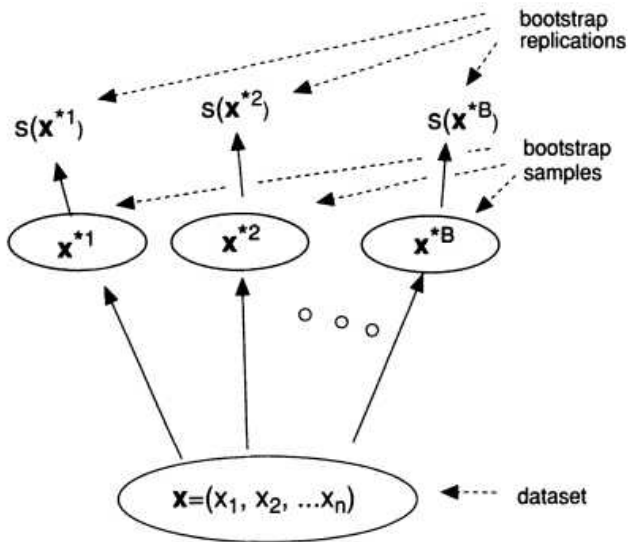 bootstrap
replications
s(x*1)
s(x*2)
s(x*B)
bootstrap
samples
x*1
x*2
x*B
x=(x1, x2, ...xn)
dataset